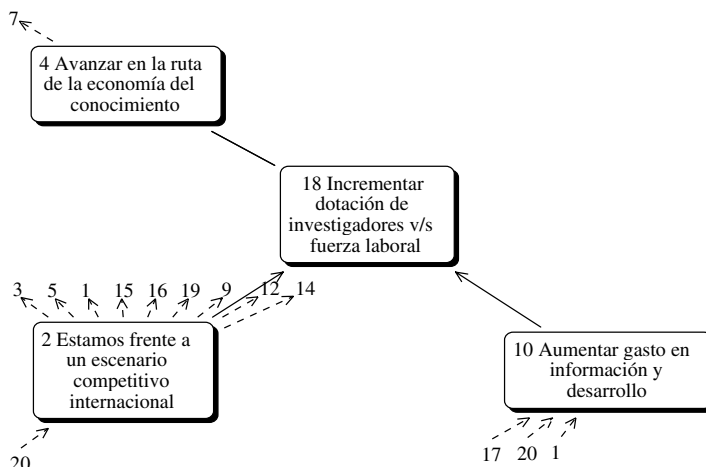 7
4 Avanzar en la ruta
de la economía del
conocimiento
18 Incrementar
dotación de
investigadores v/s
fuerza laboral
3 5 1 15 16 19 9 12 14
2 Estamos frente a
un escenario
competitivo
internacional
10 Aumentar gasto en
información y
desarrollo
20
17 20 1